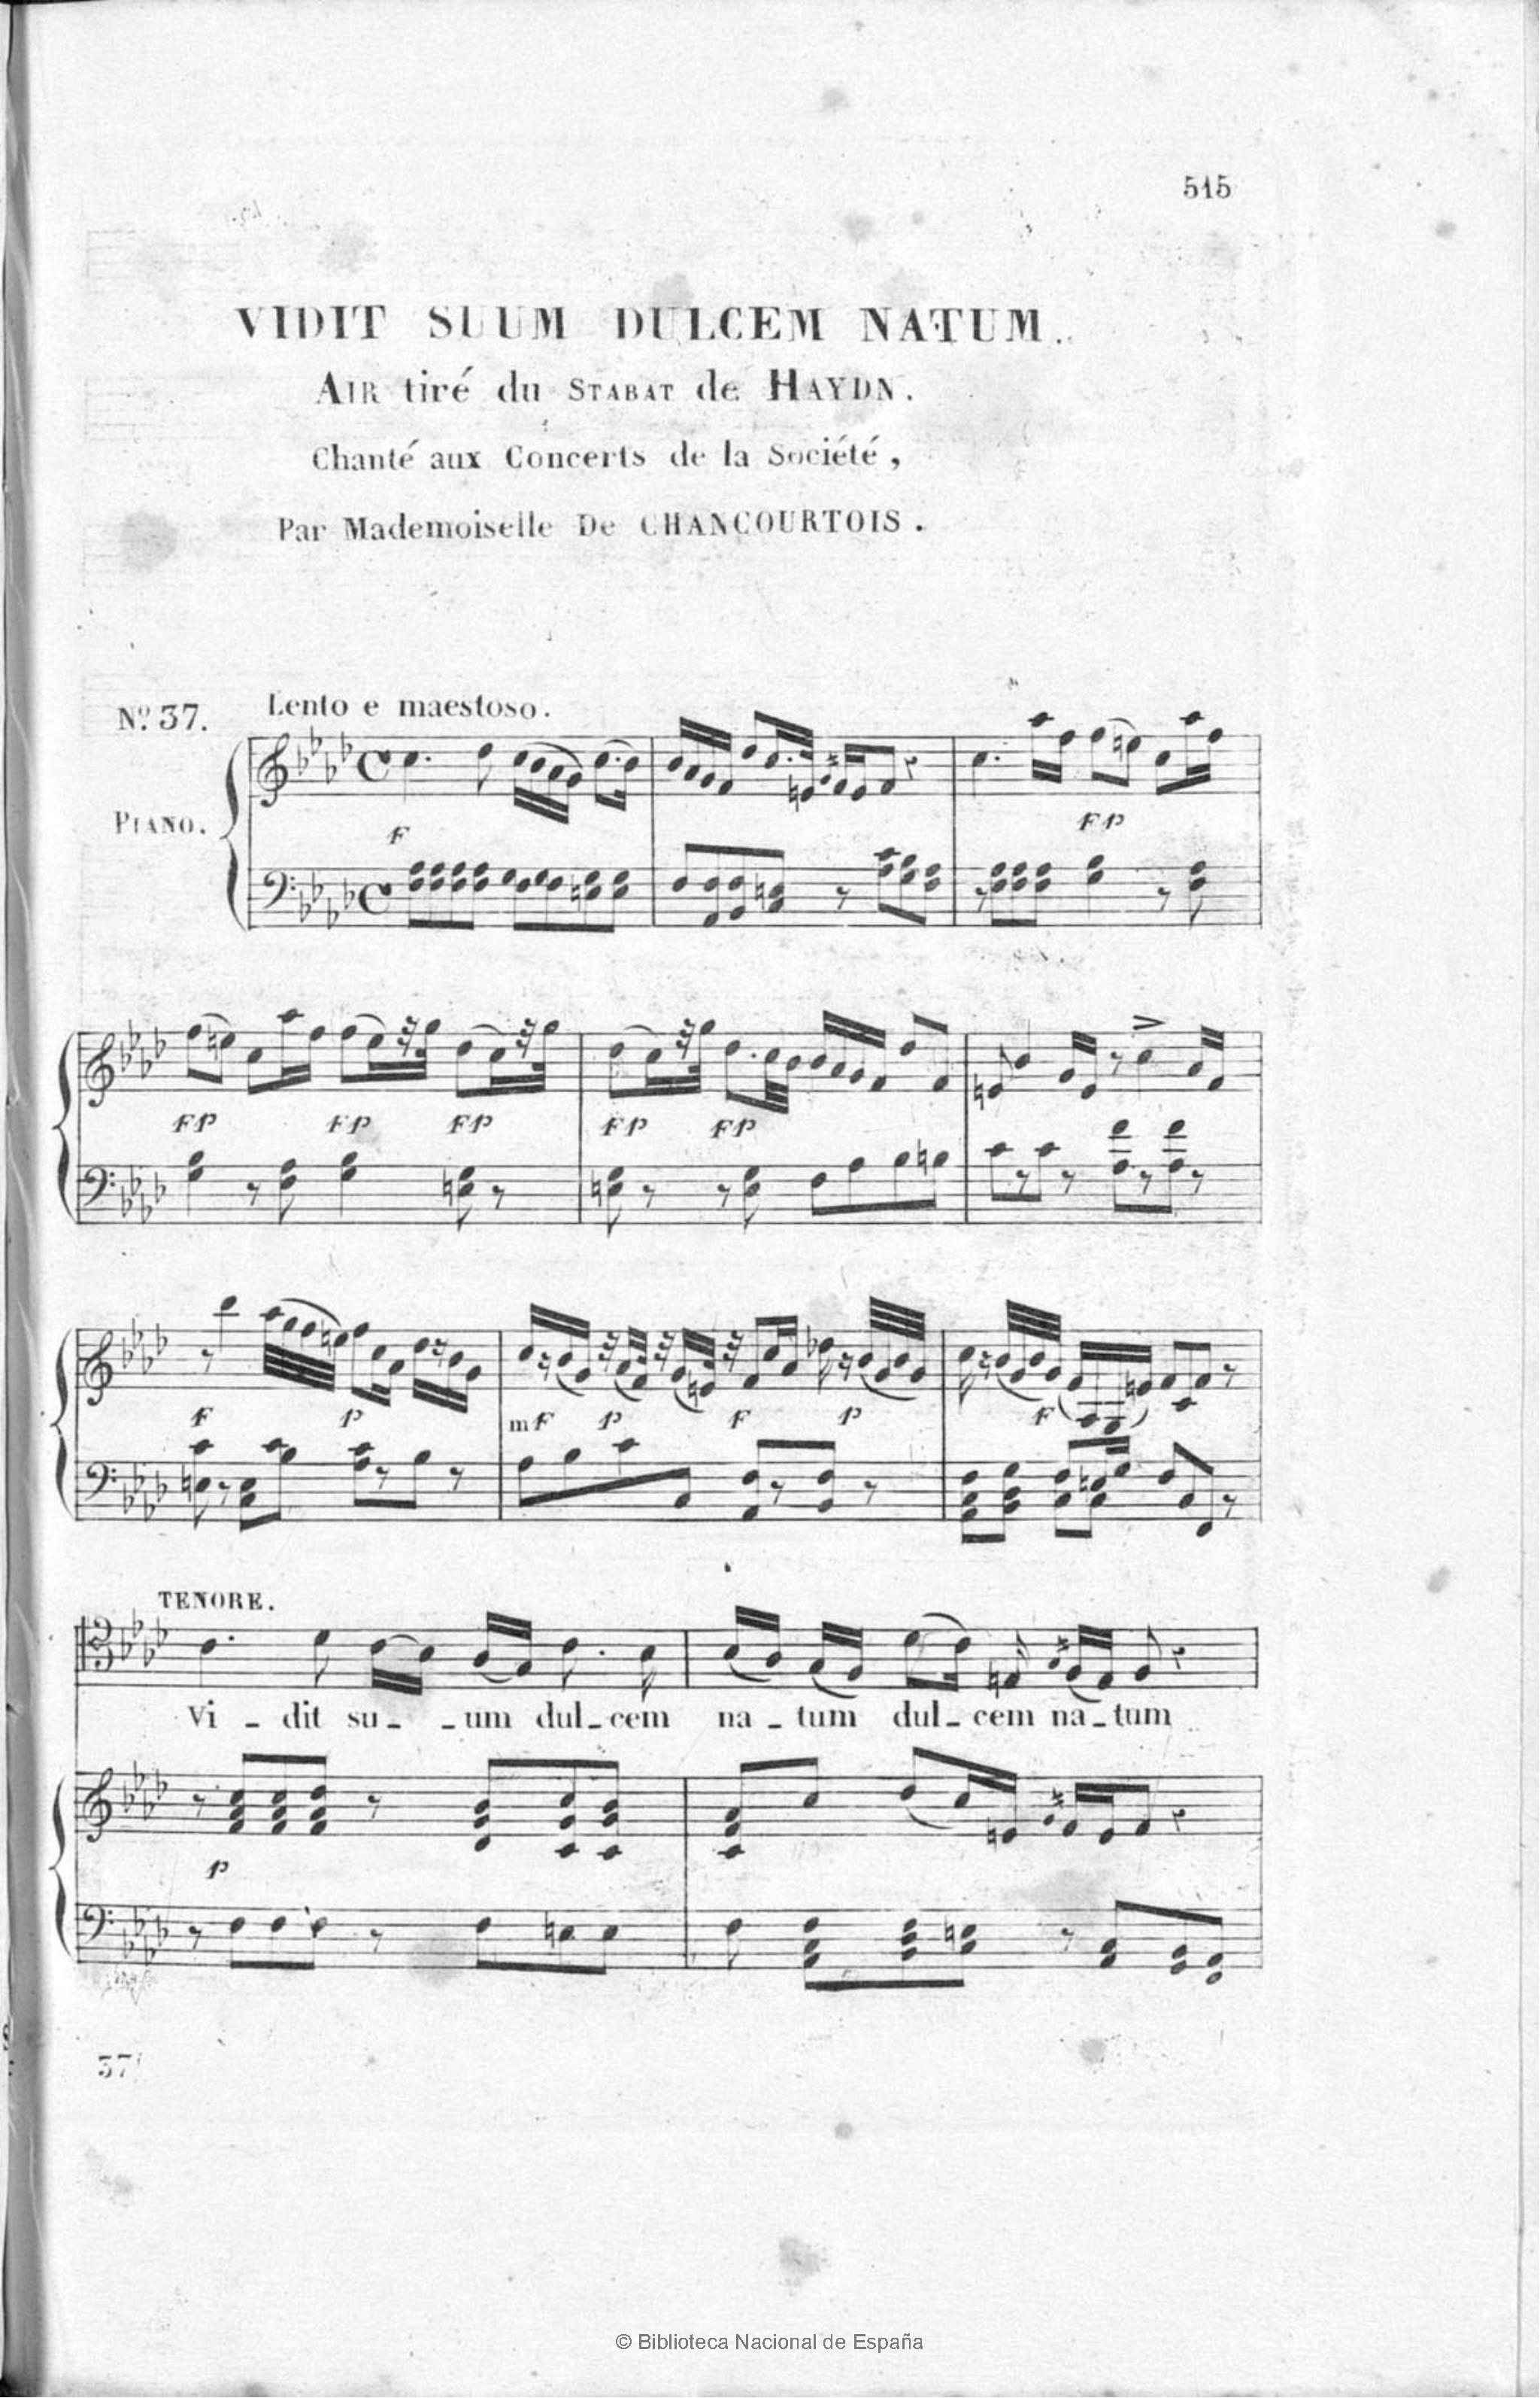 515
VIDIT SUUM DULCEM NATUM.
AIR tiré du STABAT de HAYDN.
Chanté aux Concerts de la Société,
Par Mademoiselle De CHANCOURTOIS.
Nº 37.
Lento e maestoso.
PIANO.
F
FP
FP FP FP
FP FP
F P
mF P F P
F
TENORE.
Vi - dit su - - um dul - cem na - tum dul - cem na - tum
P
37
© Biblioteca Nacional de España